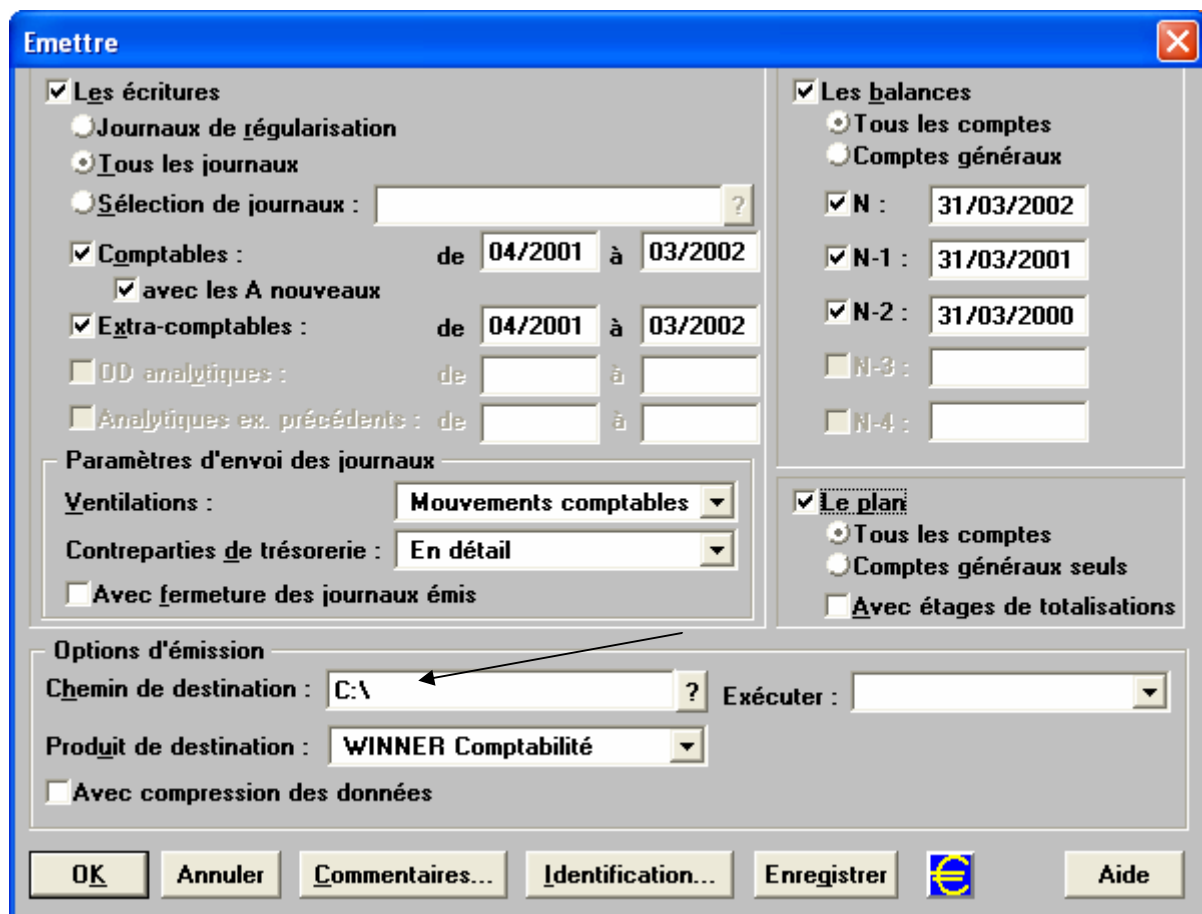 Emettre
Les écritures
Journaux de régularisation
Tous les journaux
Sélection de journaux : ?
Comptables : de 04/2001 à 03/2002
avec les A nouveaux
Extra-comptables : de 04/2001 à 03/2002
OD analytiques : de à
Analytiques ex. précédents : de à
Paramètres d'envoi des journaux
Ventilations : Mouvements comptables
Contreparties de trésorerie : En détail
Avec fermeture des journaux émis
Les balances
Tous les comptes
Comptes généraux
N : 31/03/2002
N-1 : 31/03/2001
N-2 : 31/03/2000
N-3 :
N-4 :
Le plan
Tous les comptes
Comptes généraux seuls
Avec étages de totalisations
Options d'émission
Chemin de destination : C:\ ? Exécuter :
Produit de destination : WINNER Comptabilité
Avec compression des données
OK Annuler Commentaires... Identification... Enregistrer € Aide